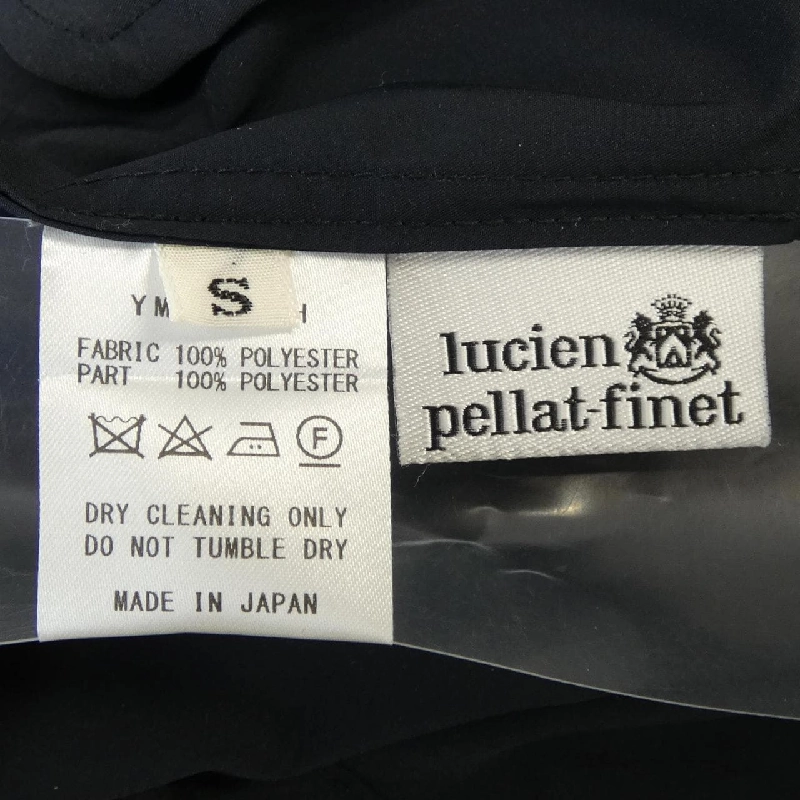 S
FABRIC 100% POLYESTER
PART 100% POLYESTER
F
DRY CLEANING ONLY
DO NOT TUMBLE DRY
MADE IN JAPAN
lucien
pellat-finet